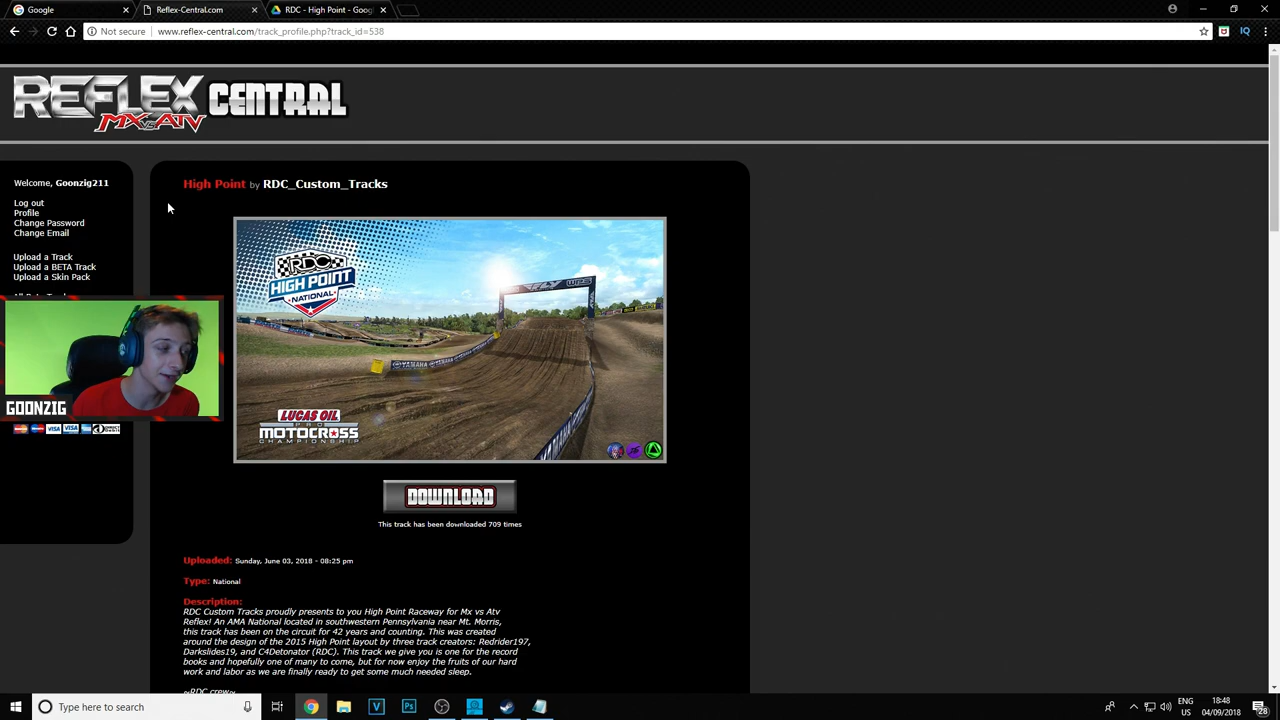 Google
Reflex-Central.com
RDC - High Point - Goog
Not secure
www.reflex-central.com/track_profile.php?track_id=538
REFLEX CENTRAL
MX vs ATV
Welcome, Goonzig211
Log out
Profile
Change Password
Change Email
Upload a Track
Upload a BETA Track
Upload a Skin Pack
GOONZIG
VISA
VISA
High Point by RDC_Custom_Tracks
RDC
HIGH POINT
NATIONAL
FLY
YAMAHA
LUCAS OIL
PRO
MOTOCROSS
CHAMPIONSHIP
DOWNLOAD
This track has been downloaded 709 times
Uploaded: Sunday, June 03, 2018 - 08:25 pm
Type: National
Description:
RDC Custom Tracks proudly presents to you High Point Raceway for Mx vs Atv
Reflex! An AMA National located in southwestern Pennsylvania near Mt. Morris,
this track has been on the circuit for 42 years and counting. This was created
around the design of the 2015 High Point layout by three track creators: Redrider197,
Darkslides19, and C4Detonator (RDC). This track we give you is one for the record
books and hopefully one of many to come, but for now enjoy the fruits of our hard
work and labor as we are finally ready to get some much needed sleep.
~RDC crew~
Type here to search
ENG
US
18:48
04/09/2018
28